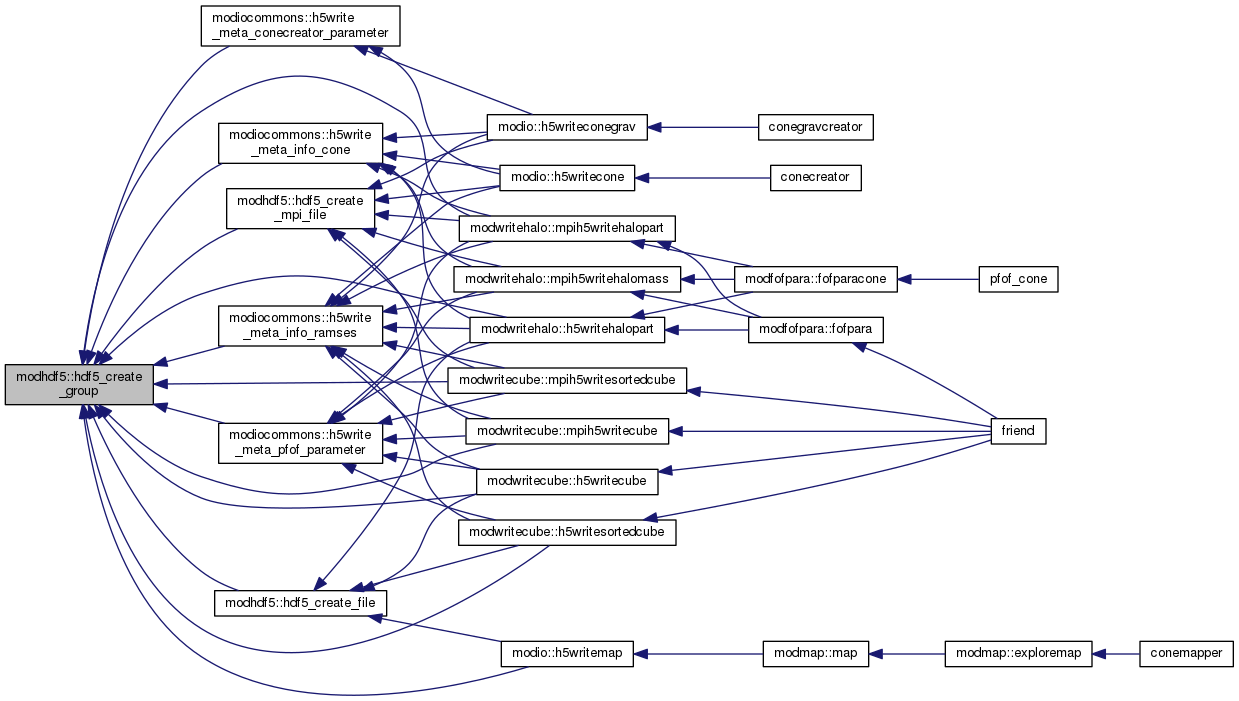 modiocommons::h5write
_meta_conecreator_parameter
modio::h5writeconegrav
conegravcreator
modiocommons::h5write
_meta_info_cone
modio::h5writecone
conecreator
modhdf5::hdf5_create
_mpi_file
modwritehalo::mpih5writehalopart
modwritehalo::mpih5writehalomass
modfofpara::fofparacone
pfof_cone
modiocommons::h5write
_meta_info_ramses
modwritehalo::h5writehalopart
modfofpara::fofpara
modhdf5::hdf5_create
_group
modwritecube::mpih5writesortedcube
modiocommons::h5write
_meta_pfof_parameter
modwritecube::mpih5writecube
friend
modwritecube::h5writecube
modwritecube::h5writesortedcube
modhdf5::hdf5_create_file
modio::h5writemap
modmap::map
modmap::exploremap
conemapper